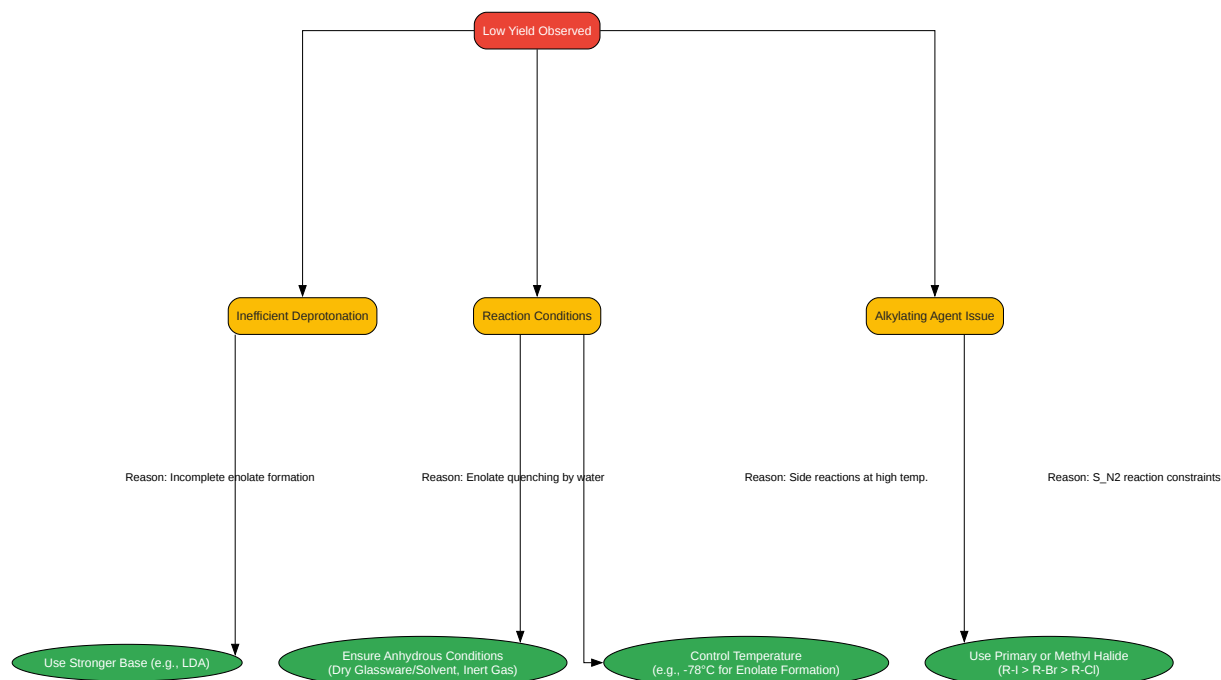 Low Yield Observed
Inefficient Deprotonation
Reaction Conditions
Alkylating Agent Issue
Reason: Incomplete enolate formation
Reason: Enolate quenching by water
Reason: Side reactions at high temp.
Reason: S_N2 reaction constraints
Use Stronger Base (e.g., LDA)
Ensure Anhydrous Conditions
(Dry Glassware/Solvent, Inert Gas)
Control Temperature
(e.g., -78°C for Enolate Formation)
Use Primary or Methyl Halide
(R-I > R-Br > R-Cl)